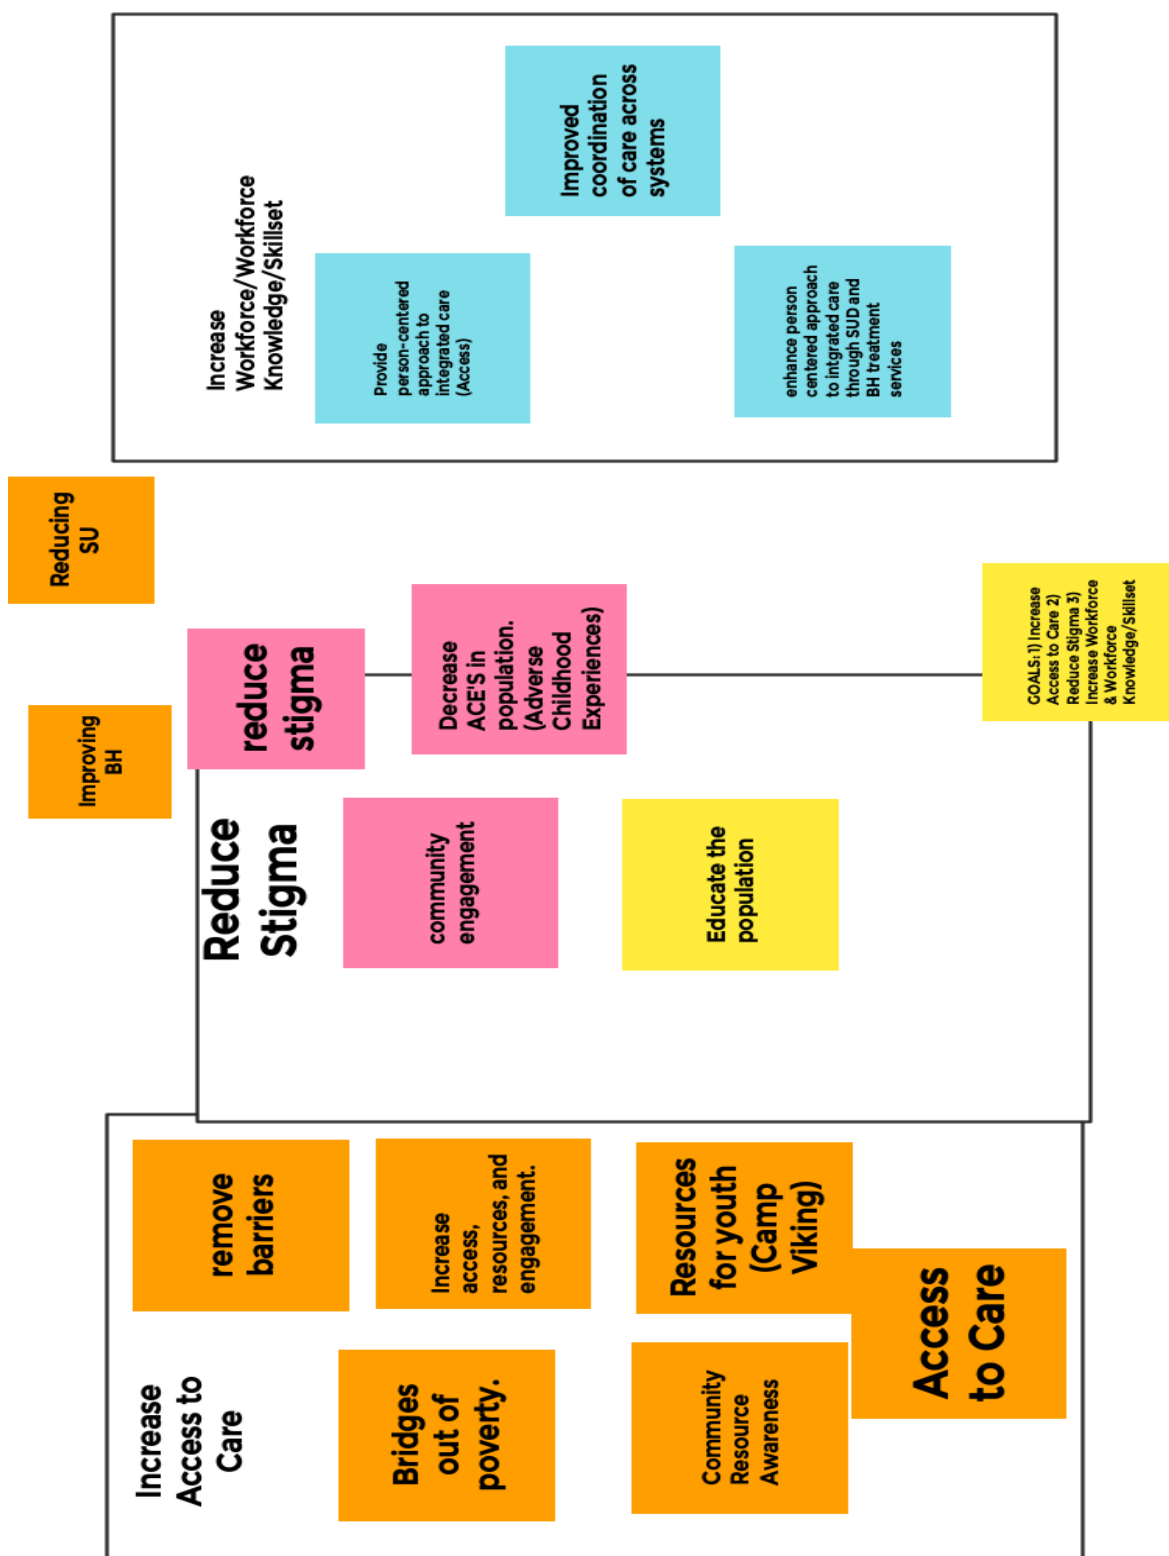 Increase
Access to
Care
remove
barriers
Bridges
out of
poverty.
Increase
access,
resources, and
engagement.
Community
Resource
Awareness
Resources
for youth
(Camp
Viking)
Access
to Care
Improving
BH
Reducing
SU
Reduce
Stigma
reduce
stigma
community
engagement
Decrease
ACE'S in
population.
(Adverse
Childhood
Experiences)
Educate the
population
GOALS: 1) Increase
Access to Care 2)
Reduce Stigma 3)
Increase Workforce
& Workforce
Knowledge/Skillset
Increase
Workforce/Workforce
Knowledge/Skillset
Provide
person-centered
approach to
integrated care
(Access)
Improved
coordination
of care across
systems
enhance person
centered approach
to intgrated care
through SUD and
BH treatment
services